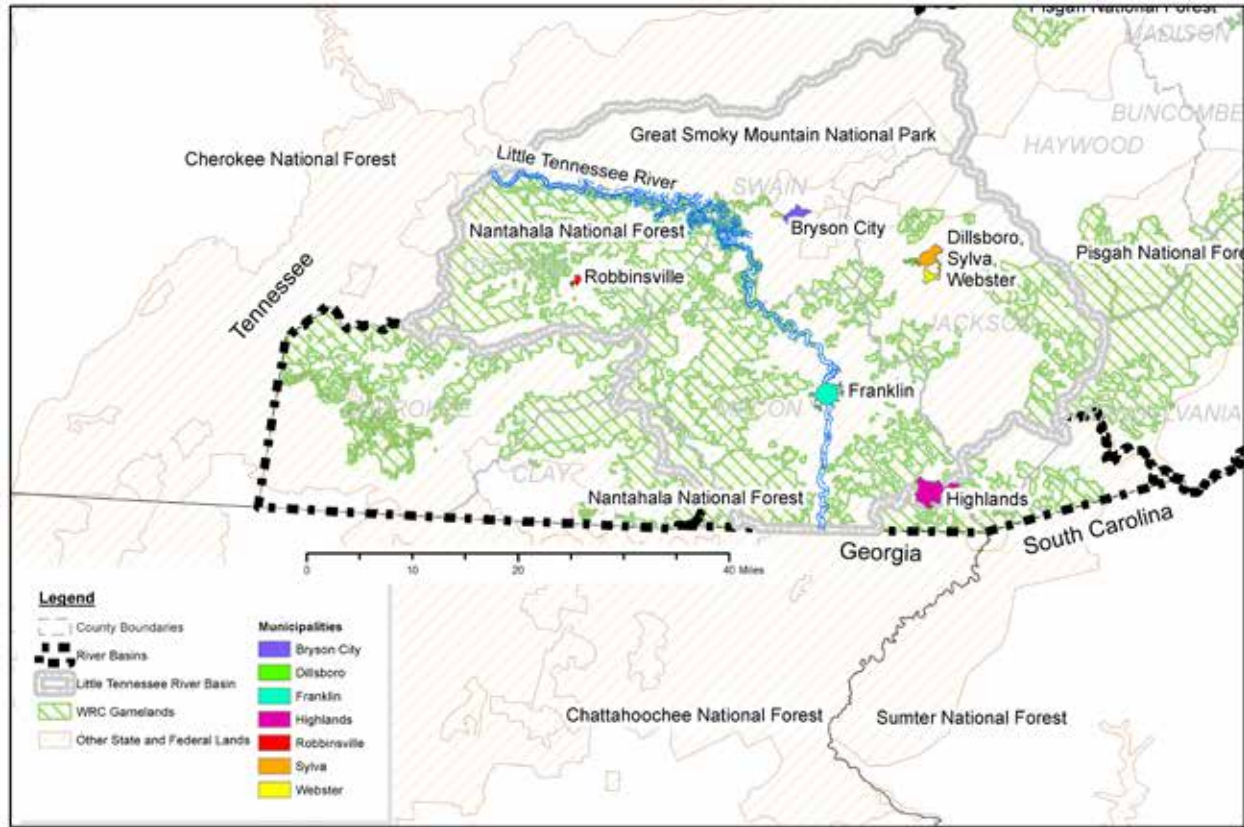 Pisgah National Forest
MADISON
BUNCOMBE
HAYWOOD
Great Smoky Mountain National Park
Cherokee National Forest
Little Tennessee River
SWAIN
Bryson City
Nantahala National Forest
Dillsboro,
Sylva,
Webster
Pisgah National Fore
Robbinsville
Tennessee
JACKSON
Franklin
MACON
CHEROKEE
SYLVANIA
CLAY
Nantahala National Forest
Highlands
Georgia
South Carolina
0 10 20 40 Miles
Legend
County Boundaries
River Basins
Little Tennessee River Basin
WRC Gamelands
Other State and Federal Lands
Municipalities
Bryson City
Dillsboro
Franklin
Highlands
Robbinsville
Sylva
Webster
Chattahoochee National Forest
Sumter National Forest